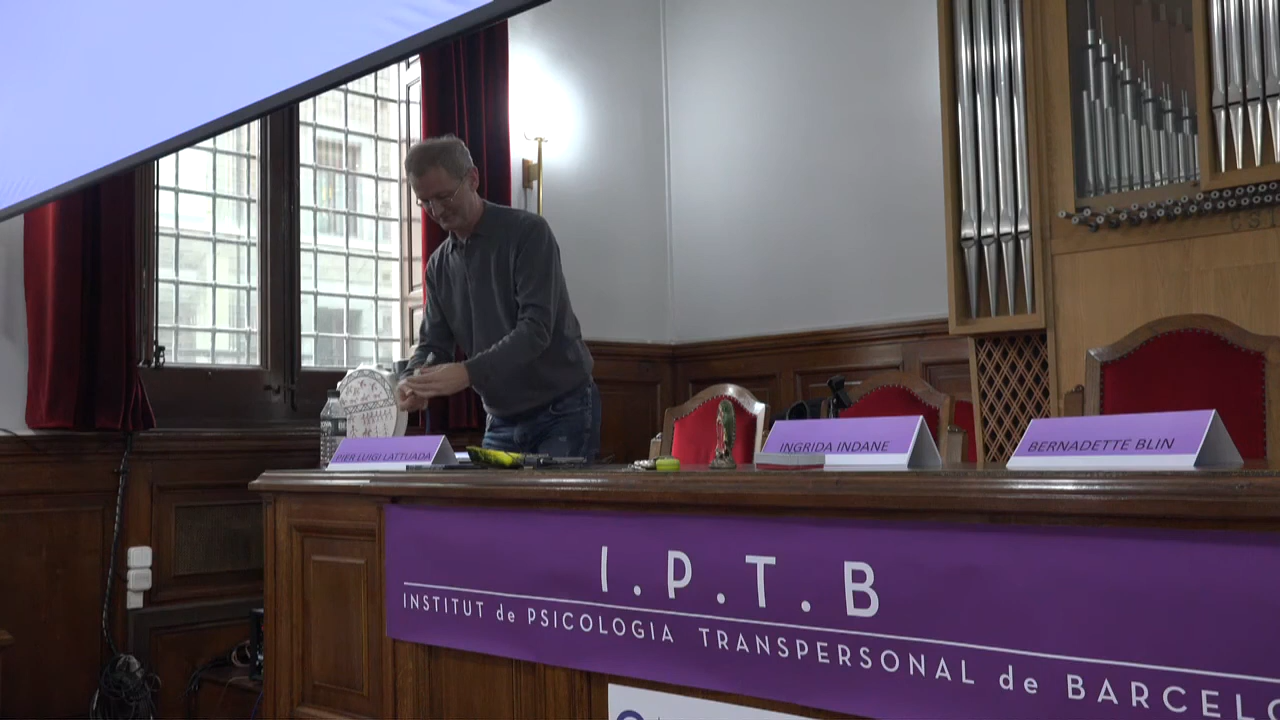 PIER LUIGI LATTUADA
INGRIDA INDANE
BERNADETTE BLIN
I.P.T.B
INSTITUT de PSICOLOGIA TRANSPERSONAL de BARCELO